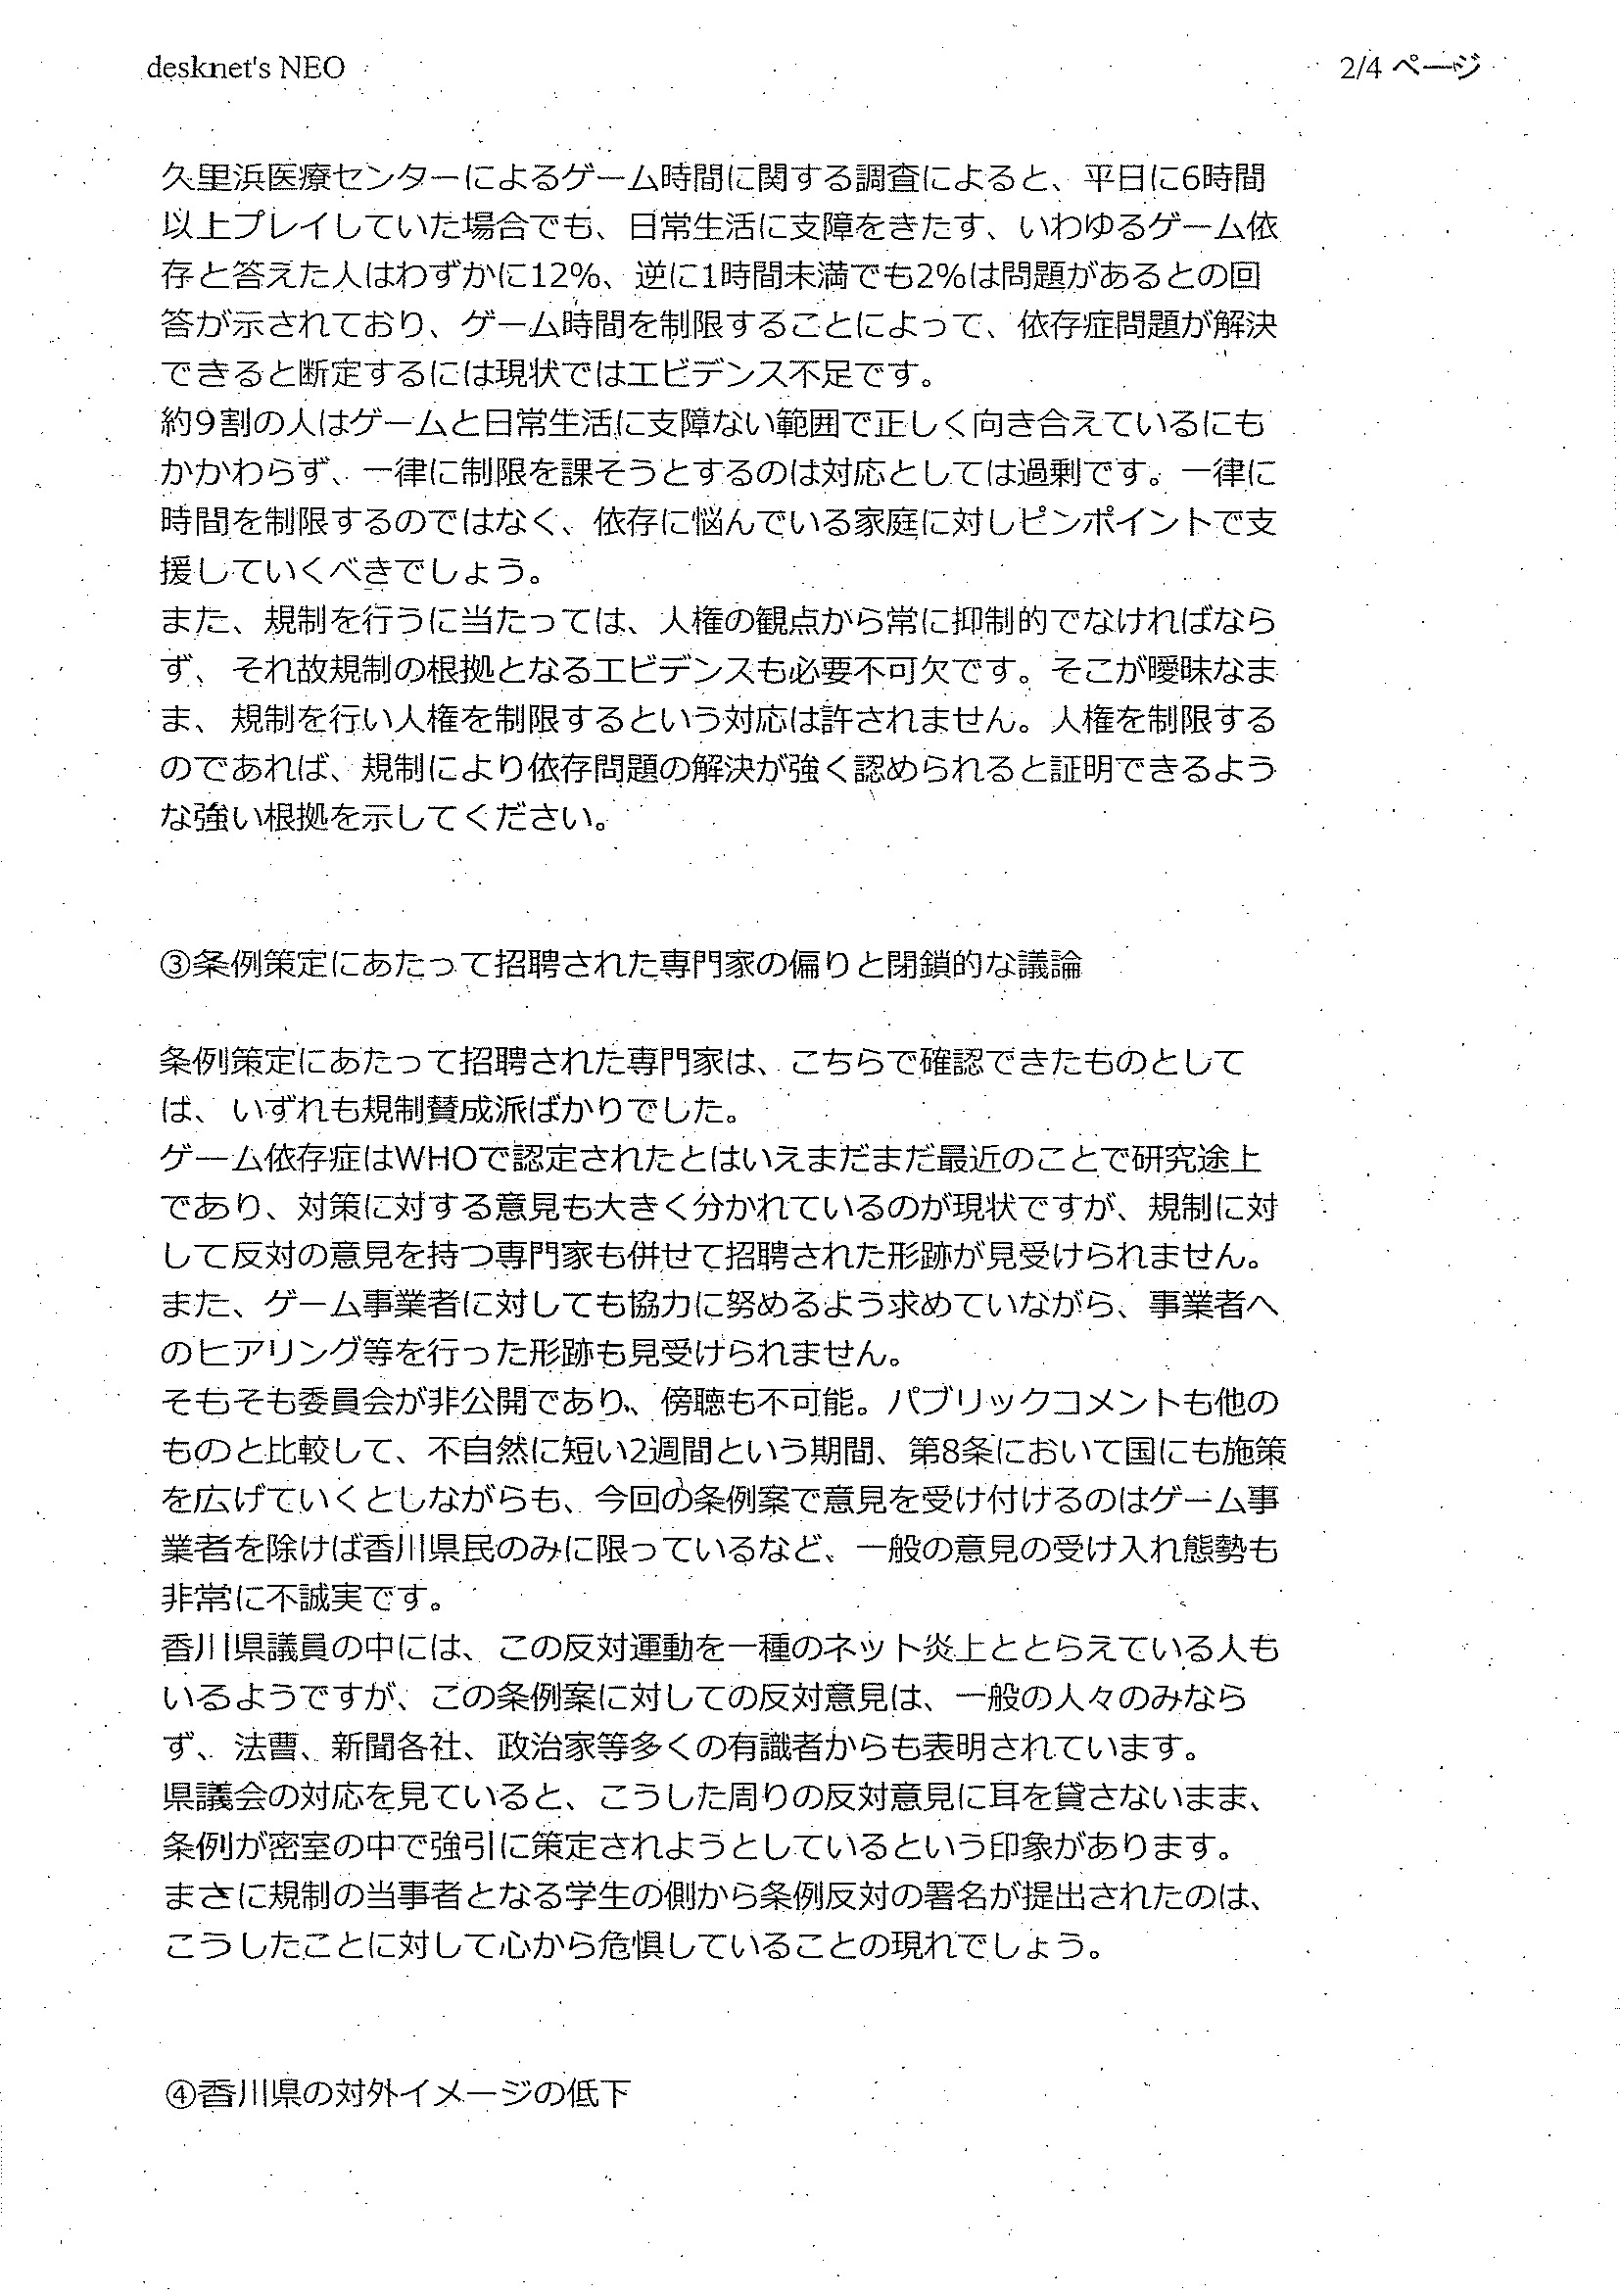 desknet's NEO
2/4 ページ
久里浜医療センターによるゲーム時間に関する調査によると、平日に6時間
以上プレイしていた場合でも、日常生活に支障をきたす、いわゆるゲーム依
存と答えた人はわずかに12%、逆に1時間未満でも2%は問題があるとの回
答が示されており、ゲーム時間を制限することによって、依存症問題が解決
できると断定するには現状ではエビデンス不足です。
約9割の人はゲームと日常生活に支障ない範囲で正しく向き合えているにも
かかわらず、一律に制限を課そうとするのは対応としては過剰です。一律に
時間を制限するのではなく、依存に悩んでいる家庭に対しピンポイントで支
援していくべきでしょう。
また、規制を行うに当たっては、人権の観点から常に抑制的でなければなら
ず、それ故規制の根拠となるエビデンスも必要不可欠です。そこが曖昧なま
ま、規制を行い人権を制限するという対応は許されません。人権を制限する
のであれば、規制により依存問題の解決が強く認められると証明できるよう
な強い根拠を示してください。
③条例策定にあたって招聘された専門家の偏りと閉鎖的な議論
条例策定にあたって招聘された専門家は、こちらで確認できたものとして
は、いずれも規制賛成派ばかりでした。
ゲーム依存症はWHOで認定されたとはいえまだまだ最近のことで研究途上
であり、対策に対する意見も大きく分かれているのが現状ですが、規制に対
して反対の意見を持つ専門家も併せて招聘された形跡が見受けられません。
また、ゲーム事業者に対しても協力に努めるよう求めていながら、事業者へ
のヒアリング等を行った形跡も見受けられません。
そもそも委員会が非公開であり、傍聴も不可能。パブリックコメントも他の
ものと比較して、不自然に短い2週間という期間、第8条において国にも施策
を広げていくとしながらも、今回の条例案で意見を受け付けるのはゲーム事
業者を除けば香川県民のみに限っているなど、一般の意見の受け入れ態勢も
非常に不誠実です。
香川県議員の中には、この反対運動を一種のネット炎上ととらえている人も
いるようですが、この条例案に対しての反対意見は、一般の人々のみなら
ず、法曹、新聞各社、政治家等多くの有識者からも表明されています。
県議会の対応を見ていると、こうした周りの反対意見に耳を貸さないまま、
条例が密室の中で強引に策定されようとしているという印象があります。
まさに規制の当事者となる学生の側から条例反対の署名が提出されたのは、
こうしたことに対して心から危惧していることの現れでしょう。
④香川県の対外イメージの低下